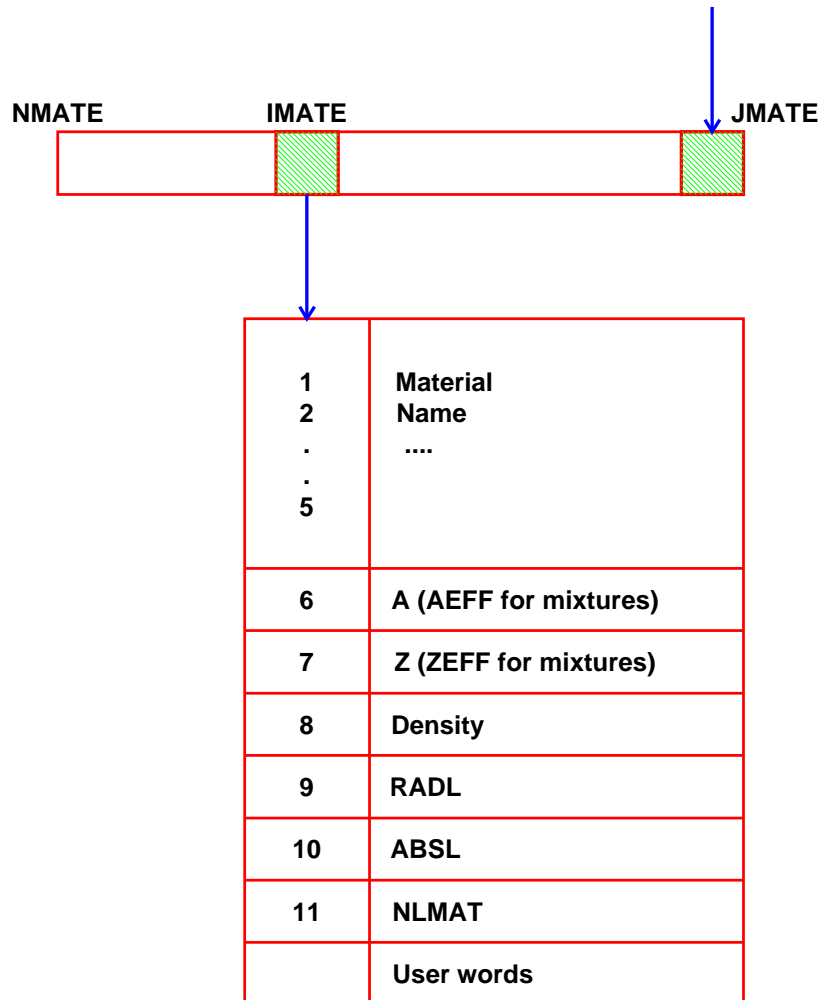 NMATE IMATE JMATE
1 Material
2 Name
. ....
.
5
6 A (AEFF for mixtures)
7 Z (ZEFF for mixtures)
8 Density
9 RADL
10 ABSL
11 NLMAT
User words